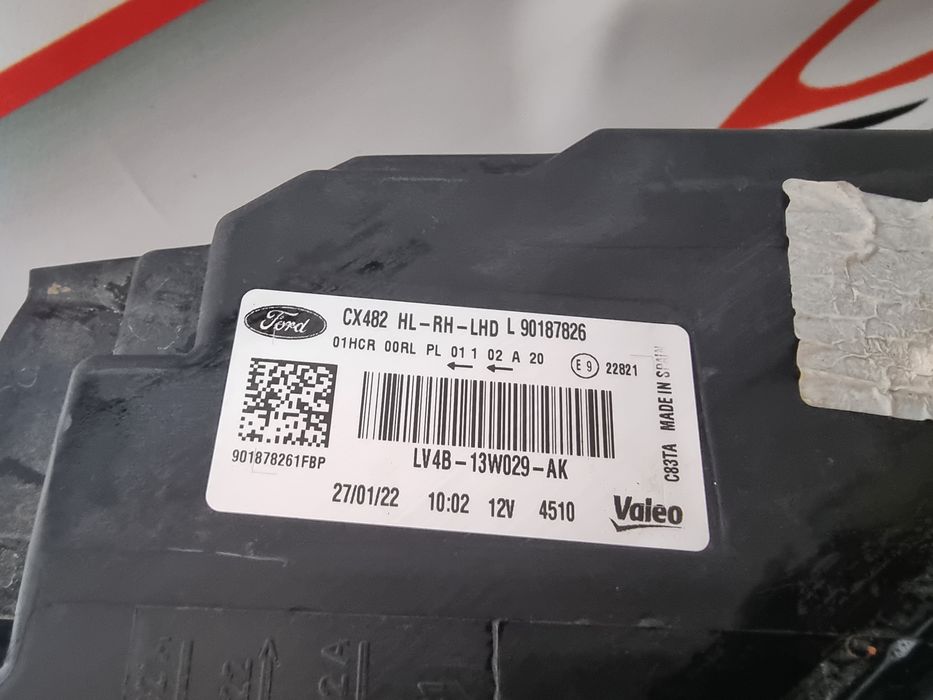 Ford
CX482 HL-RH-LHD L 90187826
01HCR 00RL PL 01 1 02 A 20
E 9 22821
901878261FBP
LV4B-13W029-AK
C83TA MADE IN SPAIN
27/01/22 10:02 12V 4510
Valeo